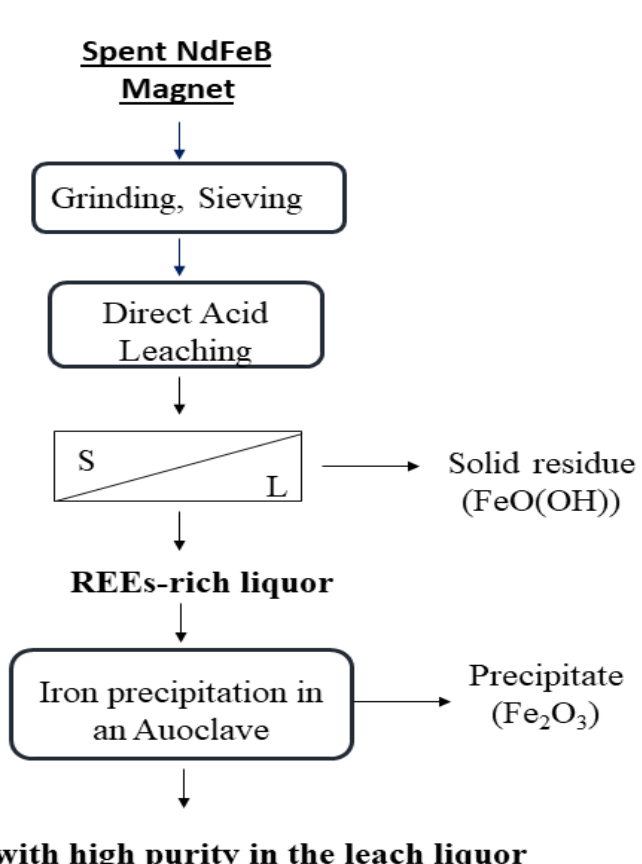 Spent NdFeB
Magnet
Grinding, Sieving
Direct Acid
Leaching
S
L
Solid residue
(FeO(OH))
REEs-rich liquor
Iron precipitation in
an Auoclave
Precipitate
(Fe₂O₃)
with high purity in the leach liquor